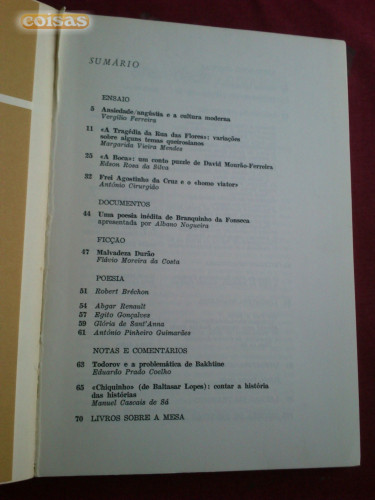 coisas
SUMÁRIO
ENSAIO
5 Ansiedade/angústia e a cultura moderna
Vergílio Ferreira
11 «A Tragédia da Rua das Flores»: variações
sobre alguns temas queirosianos
Margarida Vieira Mendes
25 «A Boca»: um conto puzzle de David Mourão-Ferreira
Edson Rosa da Silva
32 Frei Agostinho da Cruz e o «homo viator»
António Cirurgião
DOCUMENTOS
44 Uma poesia inédita de Branquinho da Fonseca
apresentada por Albano Nogueira
FICÇÃO
47 Malvadeza Durão
Flávio Moreira da Costa
POESIA
51 Robert Bréchon
54 Abgar Renault
57 Egito Gonçalves
59 Glória de Sant'Anna
61 António Pinheiro Guimarães
NOTAS E COMENTÁRIOS
63 Todorov e a problemática de Bakhtine
Eduardo Prado Coelho
65 «Chiquinho» (de Baltasar Lopes): contar a história
das histórias
Manuel Cascais de Sá
70 LIVROS SOBRE A MESA